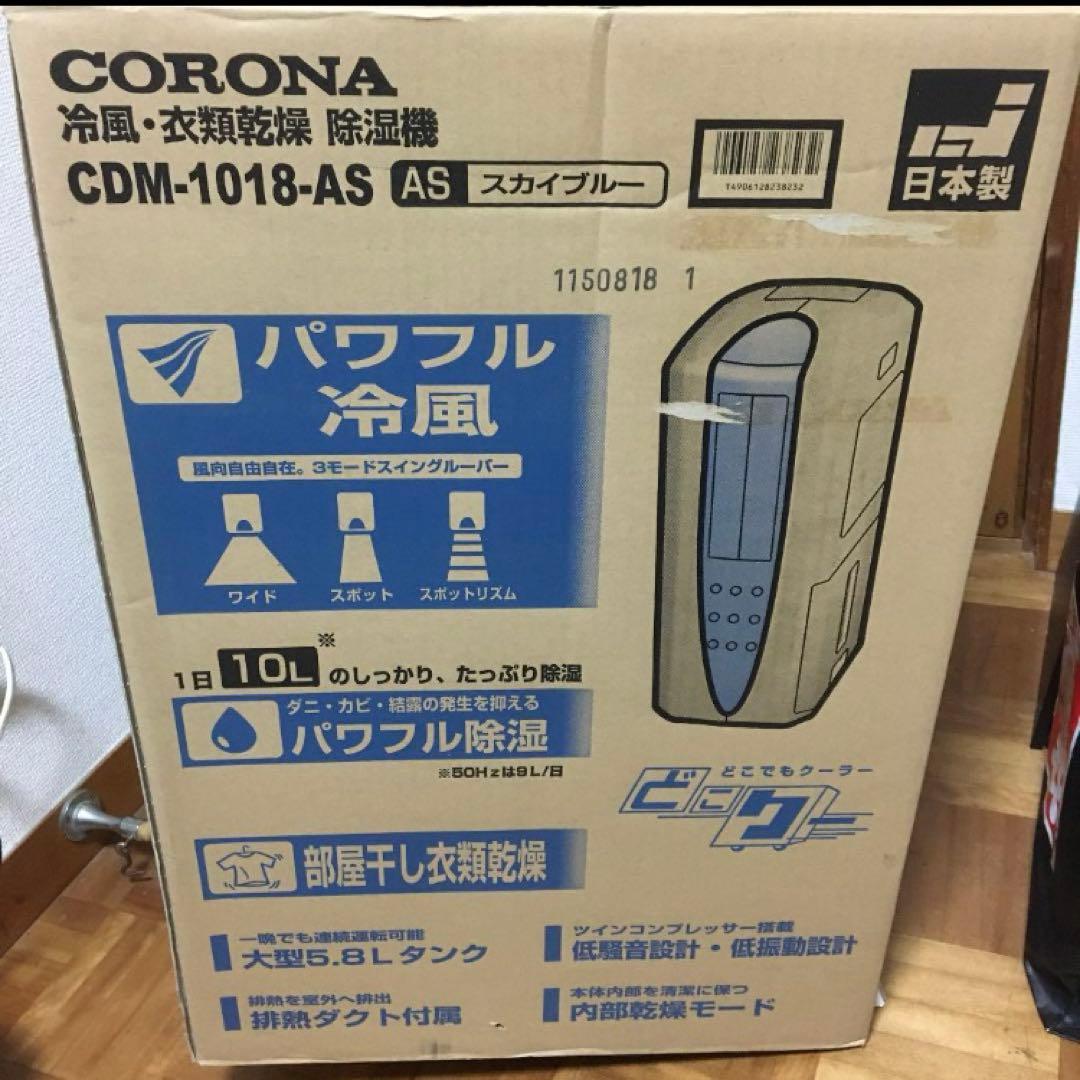 CORONA
冷風・衣類乾燥 除湿機
CDM-1018-AS AS スカイブルー
T4906128238232
日本製
1150818 1
パワフル
冷風
風向自由自在。3モードスイングルーバー
ワイド スポット スポットリズム
1日 10L※ のしっかり、たっぷり除湿
ダニ・カビ・結露の発生を抑える
パワフル除湿
※50Hzは9L/日
どこでもクーラー
どこクー
部屋干し衣類乾燥
一晩でも連続運転可能
大型5.8Lタンク
ツインコンプレッサー搭載
低騒音設計・低振動設計
排熱を室外へ排出
排熱ダクト付属
本体内部を清潔に保つ
内部乾燥モード